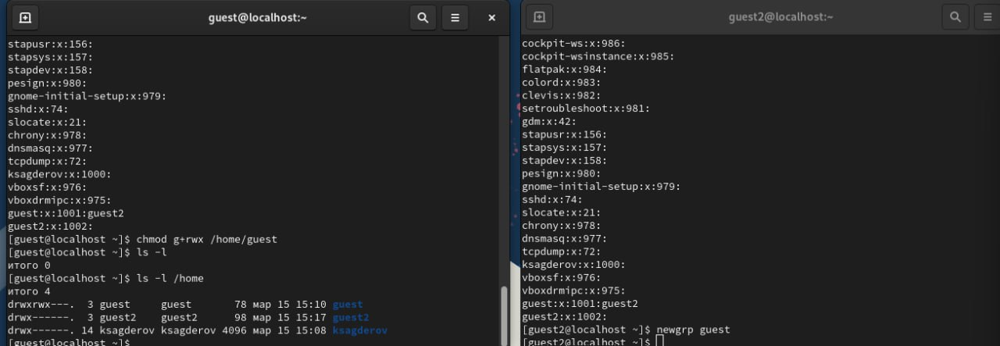 guest@localhost:~
stapusr:x:156:
stapsys:x:157:
stapdev:x:158:
pesign:x:980:
gnome-initial-setup:x:979:
sshd:x:74:
slocate:x:21:
chrony:x:978:
dnsmasq:x:977:
tcpdump:x:72:
ksagderov:x:1000:
vboxsf:x:976:
vboxdrmipc:x:975:
guest:x:1001:guest2
guest2:x:1002:
[guest@localhost ~]$ chmod g+rwx /home/guest
[guest@localhost ~]$ ls -l
итого 0
[guest@localhost ~]$ ls -l /home
итого 4
drwxrwx---.  3 guest     guest       78 мар 15 15:10 guest
drwx------.  3 guest2    guest2      98 мар 15 15:17 guest2
drwx------. 14 ksagderov ksagderov 4096 мар 15 15:08 ksagderov
[guest@localhost ~]$
guest2@localhost:~
cockpit-ws:x:986:
cockpit-wsinstance:x:985:
flatpak:x:984:
colord:x:983:
clevis:x:982:
setroubleshoot:x:981:
gdm:x:42:
stapusr:x:156:
stapsys:x:157:
stapdev:x:158:
pesign:x:980:
gnome-initial-setup:x:979:
sshd:x:74:
slocate:x:21:
chrony:x:978:
dnsmasq:x:977:
tcpdump:x:72:
ksagderov:x:1000:
vboxsf:x:976:
vboxdrmipc:x:975:
guest:x:1001:guest2
guest2:x:1002:
[guest2@localhost ~]$ newgrp guest
[guest2@localhost ~]$